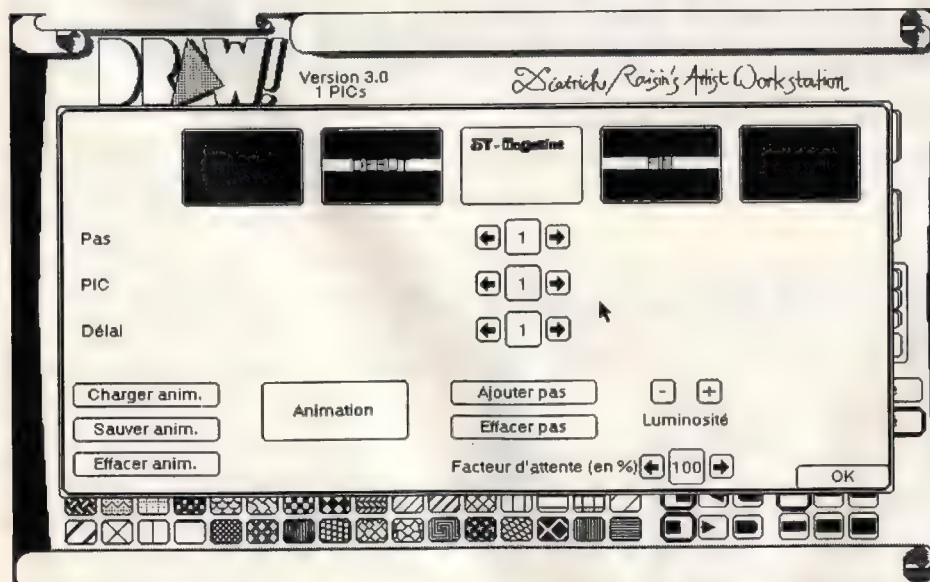 DRAW!!
Version 3.0
1 PICs
Dietrich/Raisin's Artist Workstation
ST-Magazine
Pas
1
PIC
1
Délai
1
Charger anim.
Sauver anim.
Effacer anim.
Animation
Ajouter pas
Effacer pas
- +
Luminosité
Facteur d'attente (en %) 100
OK